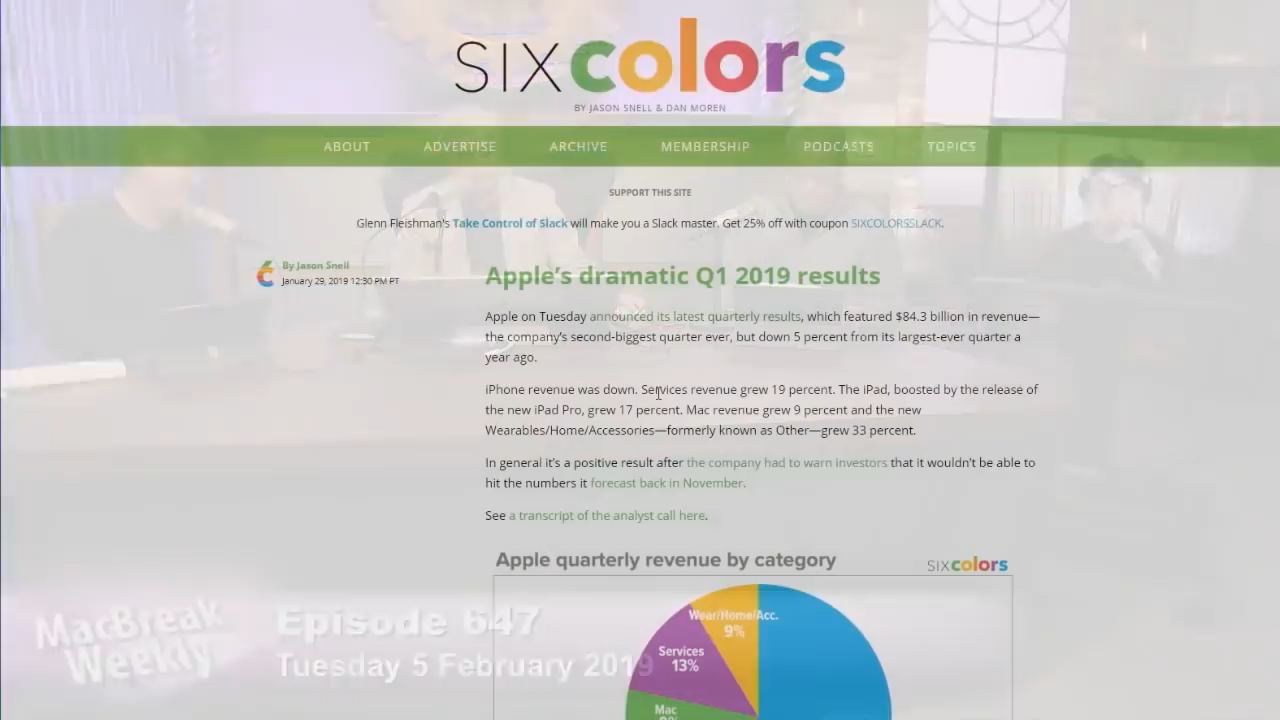 SIXcolors
BY JASON SNELL & DAN MOREN
ABOUT ADVERTISE ARCHIVE MEMBERSHIP PODCASTS TOPICS
SUPPORT THIS SITE
Glenn Fleishman's Take Control of Slack will make you a Slack master. Get 25% off with coupon SIXCOLORSSLACK.
By Jason Snell
January 29, 2019 12:30 PM PT
Apple's dramatic Q1 2019 results
Apple on Tuesday announced its latest quarterly results, which featured $84.3 billion in revenue—
the company's second-biggest quarter ever, but down 5 percent from its largest-ever quarter a
year ago.
iPhone revenue was down. Services revenue grew 19 percent. The iPad, boosted by the release of
the new iPad Pro, grew 17 percent. Mac revenue grew 9 percent and the new
Wearables/Home/Accessories—formerly known as Other—grew 33 percent.
In general it's a positive result after the company had to warn investors that it wouldn't be able to
hit the numbers it forecast back in November.
See a transcript of the analyst call here.
Apple quarterly revenue by category
SIXcolors
Wear/Home/Acc.
9%
Services
13%
Mac
MacBreak
Weekly
Episode 647
Tuesday 5 February 2019